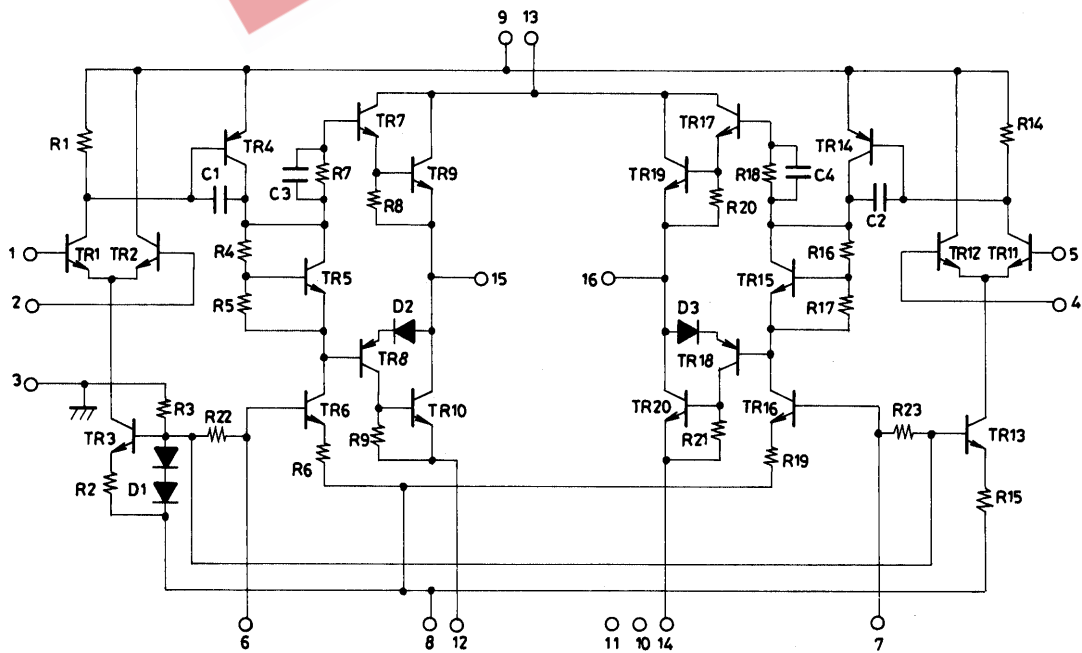 9 13
R1
TR4
TR7
TR17
TR14
R14
C1
C3
R7
TR9
TR19
R18
C4
C2
R8
R20
1
TR1
TR2
R4
TR5
TR15
R16
TR12
TR11
5
15
16
2
R5
D2
D3
R17
4
TR8
TR18
3
R3
R22
TR6
TR10
TR20
TR16
R23
TR3
R9
R21
TR13
R2
D1
R6
R19
R15
6
8
12
11
10
14
7